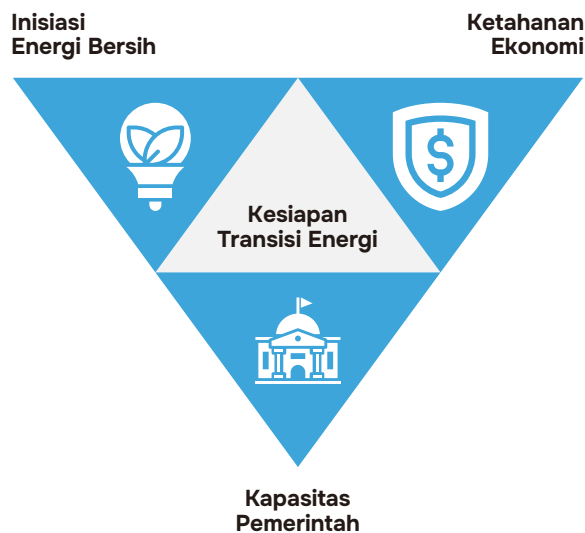 Inisiasi
Energi Bersih
Ketahanan
Ekonomi
$
Kesiapan
Transisi Energi
Kapasitas
Pemerintah